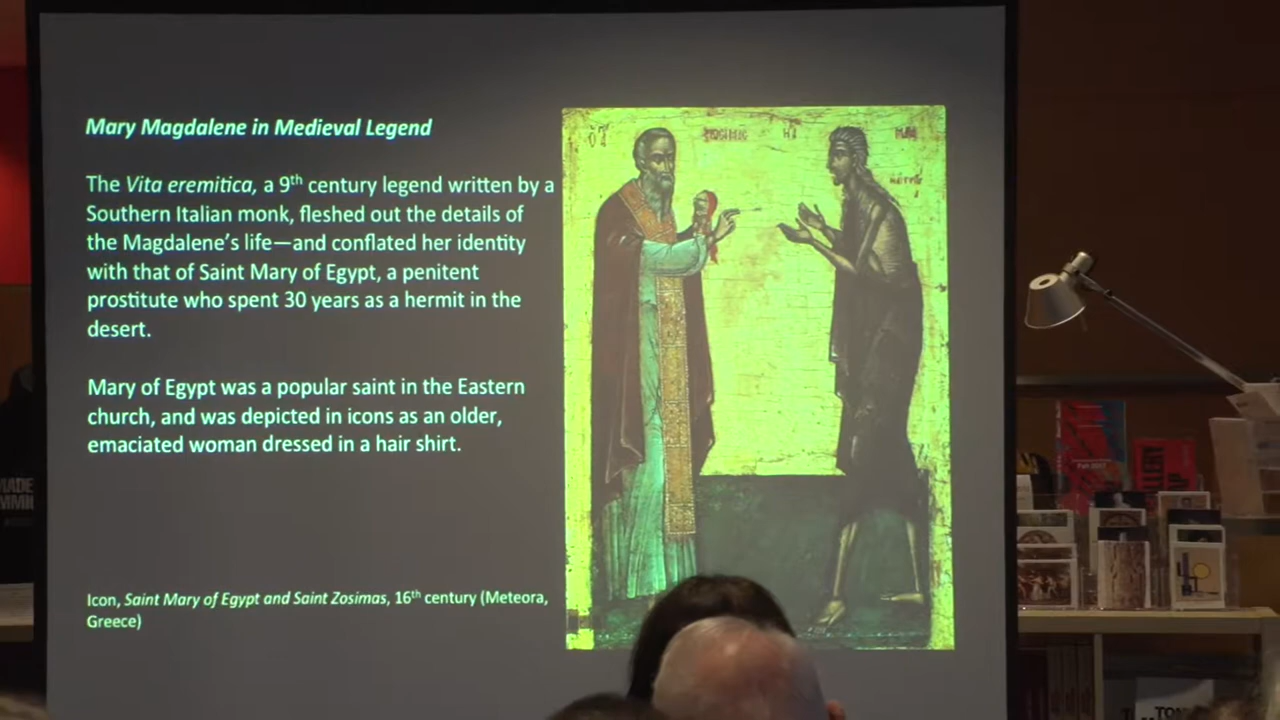 Mary Magdalene in Medieval Legend
The Vita eremitica, a 9th century legend written by a
Southern Italian monk, fleshed out the details of
the Magdalene's life—and conflated her identity
with that of Saint Mary of Egypt, a penitent
prostitute who spent 30 years as a hermit in the
desert.
Mary of Egypt was a popular saint in the Eastern
church, and was depicted in icons as an older,
emaciated woman dressed in a hair shirt.
Icon, Saint Mary of Egypt and Saint Zosimas, 16th century (Meteora,
Greece)
MADE